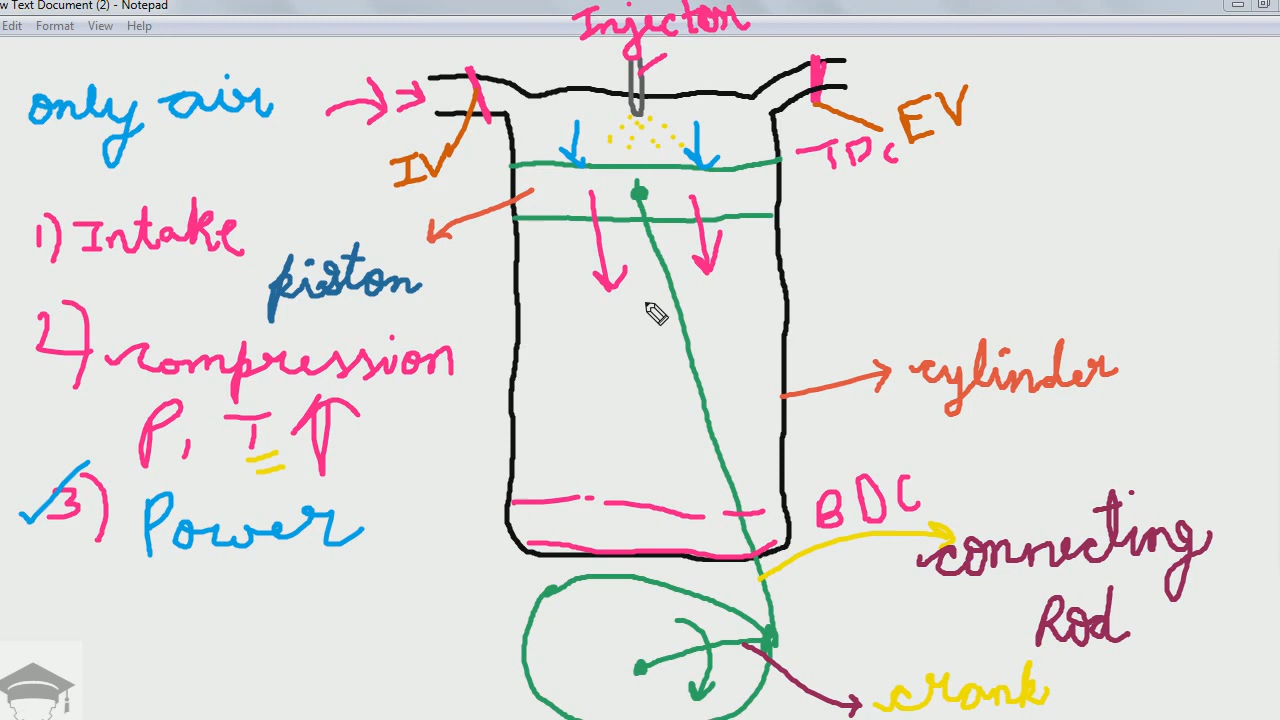 w Text Document (2) - Notepad
Edit Format View Help
Injector
only air
IV
EV
TDC
1) Intake
piston
2) compression
P, T ↑
cylinder
3) Power
BDC
connecting
Rod
crank